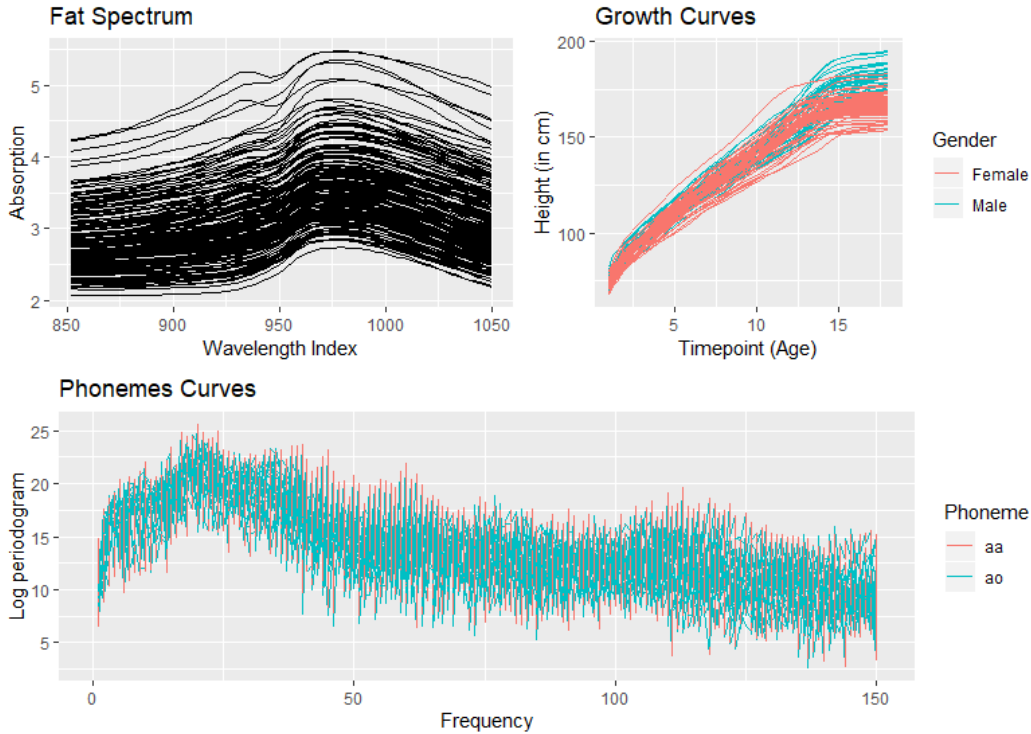 Fat Spectrum
Absorption
5
4
3
2
850 900 950 1000 1050
Wavelength Index
Growth Curves
Height (in cm)
200
150
100
5 10 15
Timepoint (Age)
Gender
Female
Male
Phonemes Curves
Log periodogram
25
20
15
10
5
0 50 100 150
Frequency
Phoneme
aa
ao